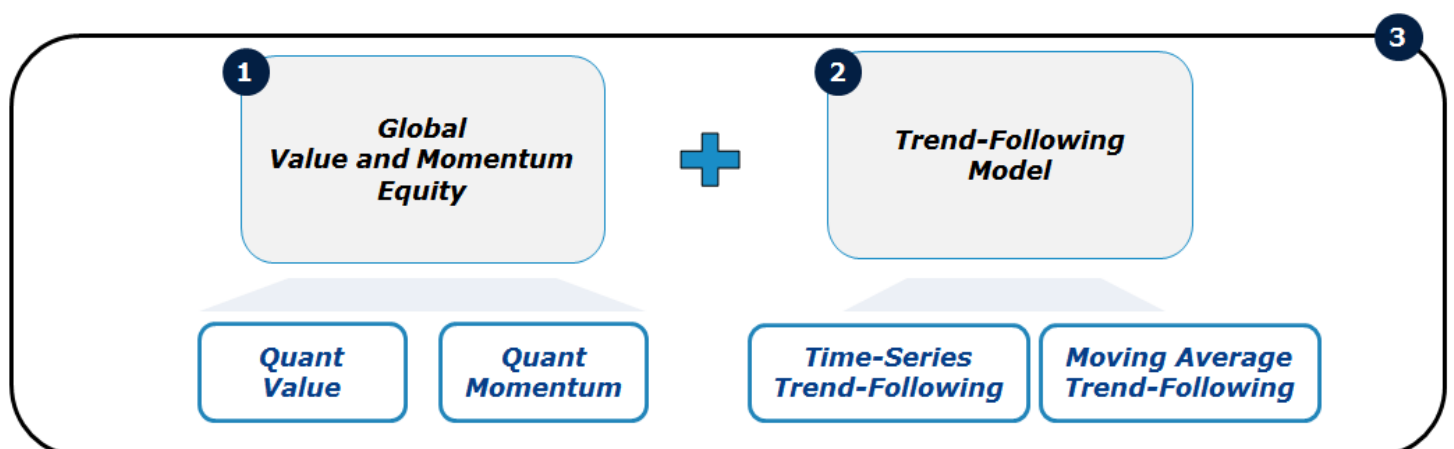 3
1
Global
Value and Momentum
Equity
2
Trend-Following
Model
Quant
Value
Quant
Momentum
Time-Series
Trend-Following
Moving Average
Trend-Following